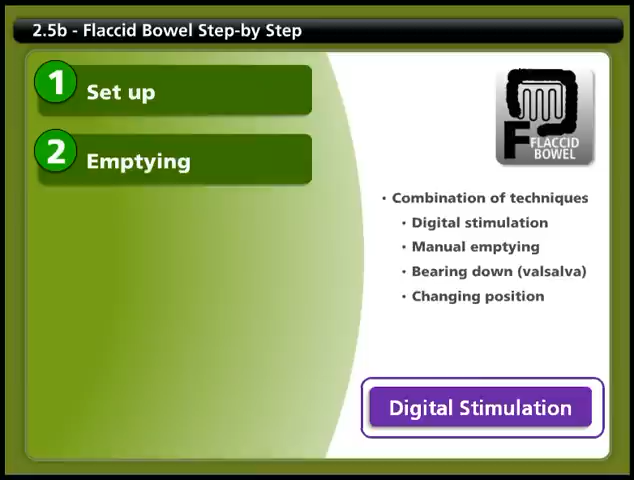 2.5b - Flaccid Bowel Step-by Step
1
Set up
2
Emptying
F FLACCID
BOWEL
• Combination of techniques
• Digital stimulation
• Manual emptying
• Bearing down (valsalva)
• Changing position
Digital Stimulation